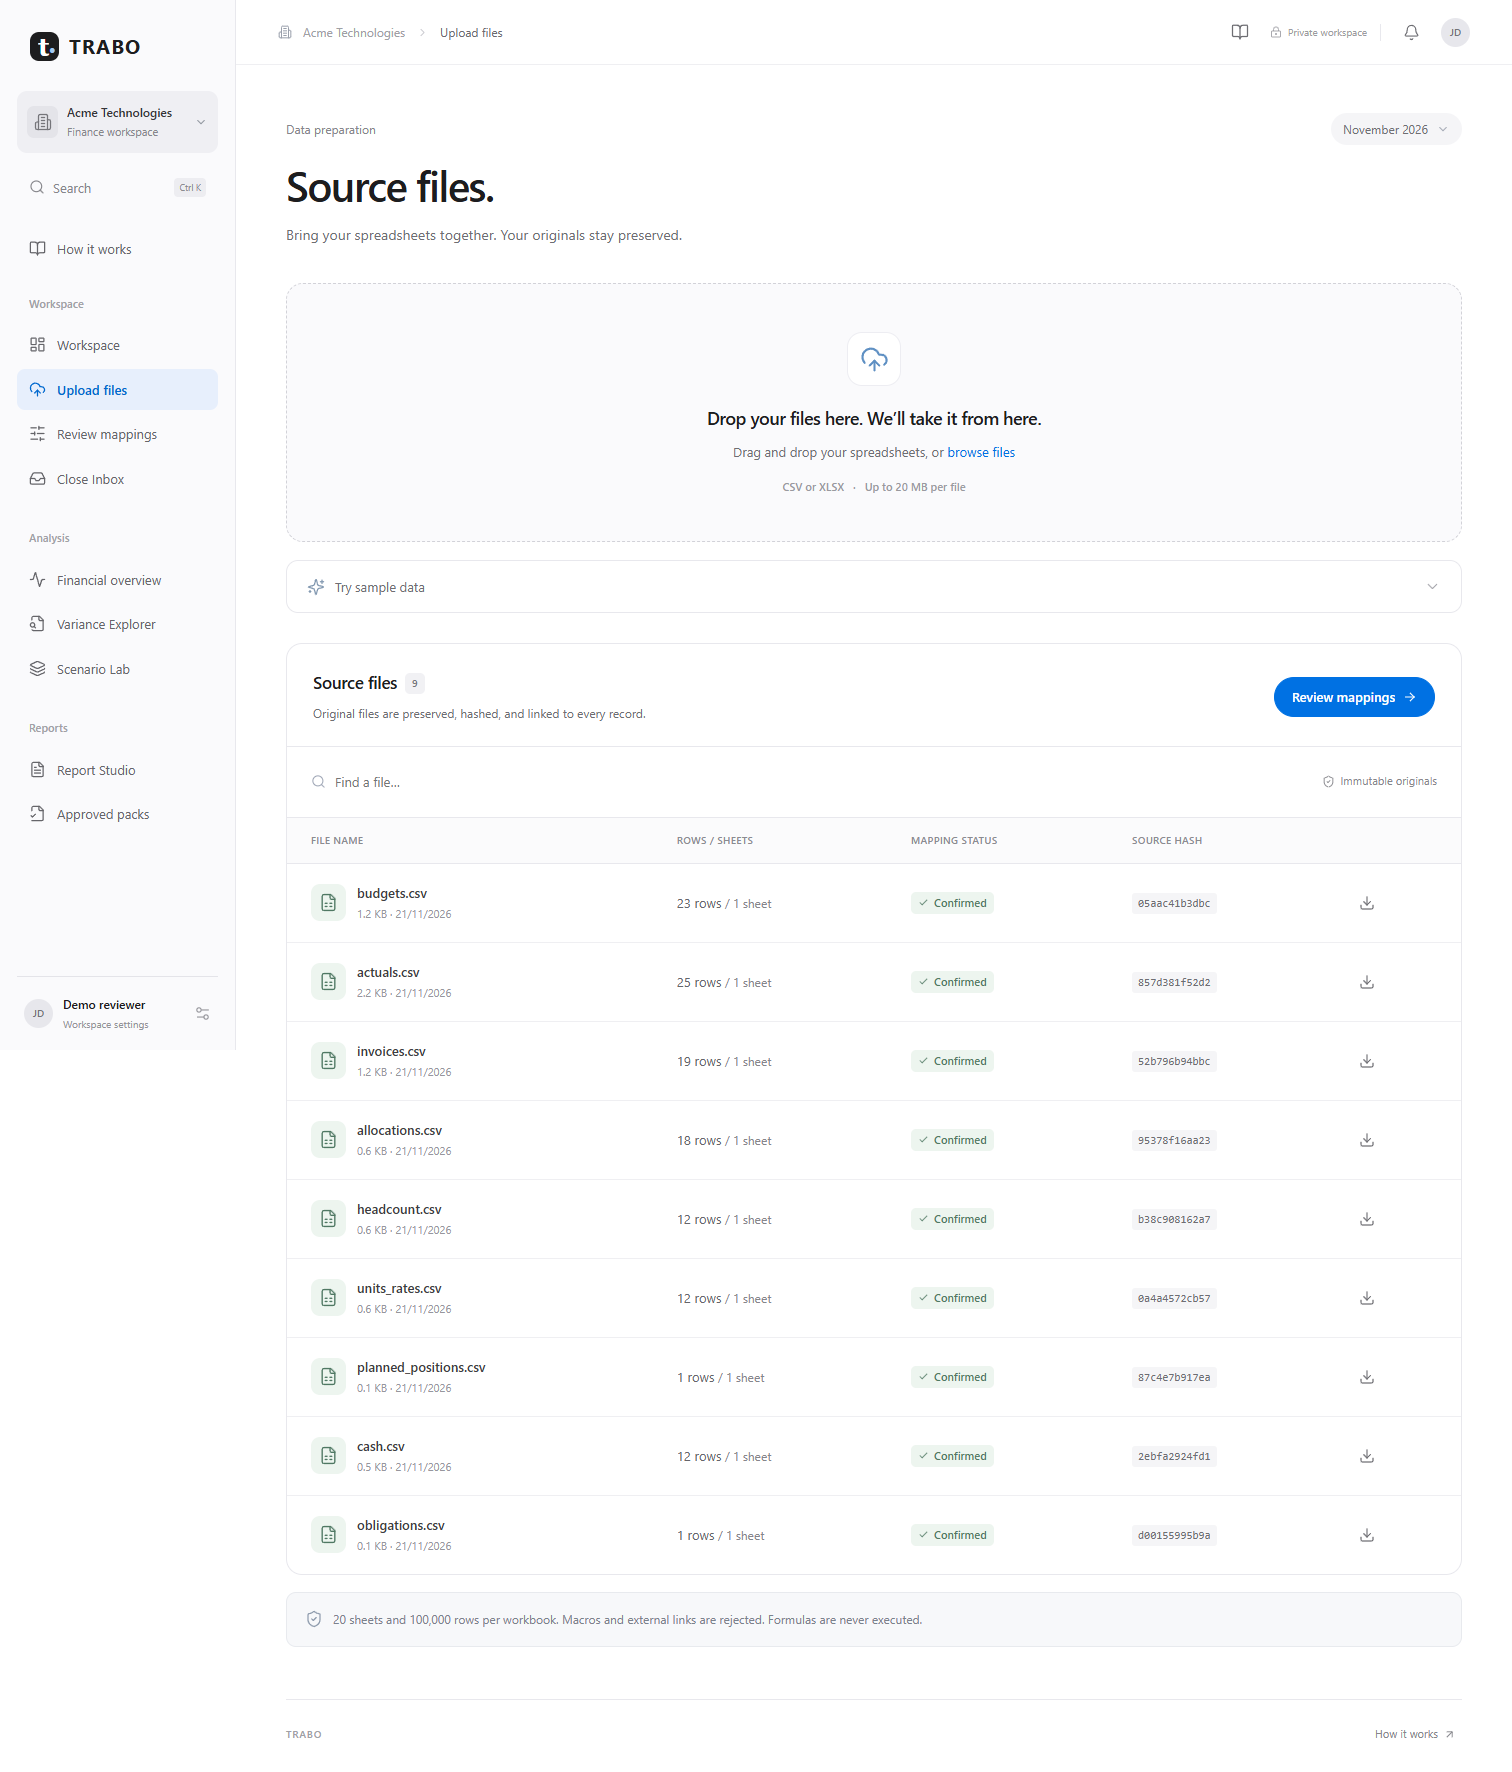 t. TRABO
Acme Technologies
Finance workspace
Search
Ctrl K
How it works
Workspace
Workspace
Upload files
Review mappings
Close Inbox
Analysis
Financial overview
Variance Explorer
Scenario Lab
Reports
Report Studio
Approved packs
JD
Demo reviewer
Workspace settings
Acme Technologies
Upload files
Private workspace
JD
Data preparation
November 2026
Source files.
Bring your spreadsheets together. Your originals stay preserved.
Drop your files here. We’ll take it from here.
Drag and drop your spreadsheets, or browse files
CSV or XLSX · Up to 20 MB per file
Try sample data
Source files 9
Original files are preserved, hashed, and linked to every record.
Review mappings
Find a file...
Immutable originals
FILE NAME ROWS / SHEETS MAPPING STATUS SOURCE HASH
budgets.csv
1.2 KB · 21/11/2026
23 rows / 1 sheet
Confirmed
05aac41b3dbc
actuals.csv
2.2 KB · 21/11/2026
25 rows / 1 sheet
Confirmed
857d381f52d2
invoices.csv
1.2 KB · 21/11/2026
19 rows / 1 sheet
Confirmed
52b796b94bbc
allocations.csv
0.6 KB · 21/11/2026
18 rows / 1 sheet
Confirmed
95378f16aa23
headcount.csv
0.6 KB · 21/11/2026
12 rows / 1 sheet
Confirmed
b38c908162a7
units_rates.csv
0.6 KB · 21/11/2026
12 rows / 1 sheet
Confirmed
0a4a4572cb57
planned_positions.csv
0.1 KB · 21/11/2026
1 rows / 1 sheet
Confirmed
87c4e7b917ea
cash.csv
0.5 KB · 21/11/2026
12 rows / 1 sheet
Confirmed
2ebfa2924fd1
obligations.csv
0.1 KB · 21/11/2026
1 rows / 1 sheet
Confirmed
d00155995b9a
20 sheets and 100,000 rows per workbook. Macros and external links are rejected. Formulas are never executed.
TRABO
How it works